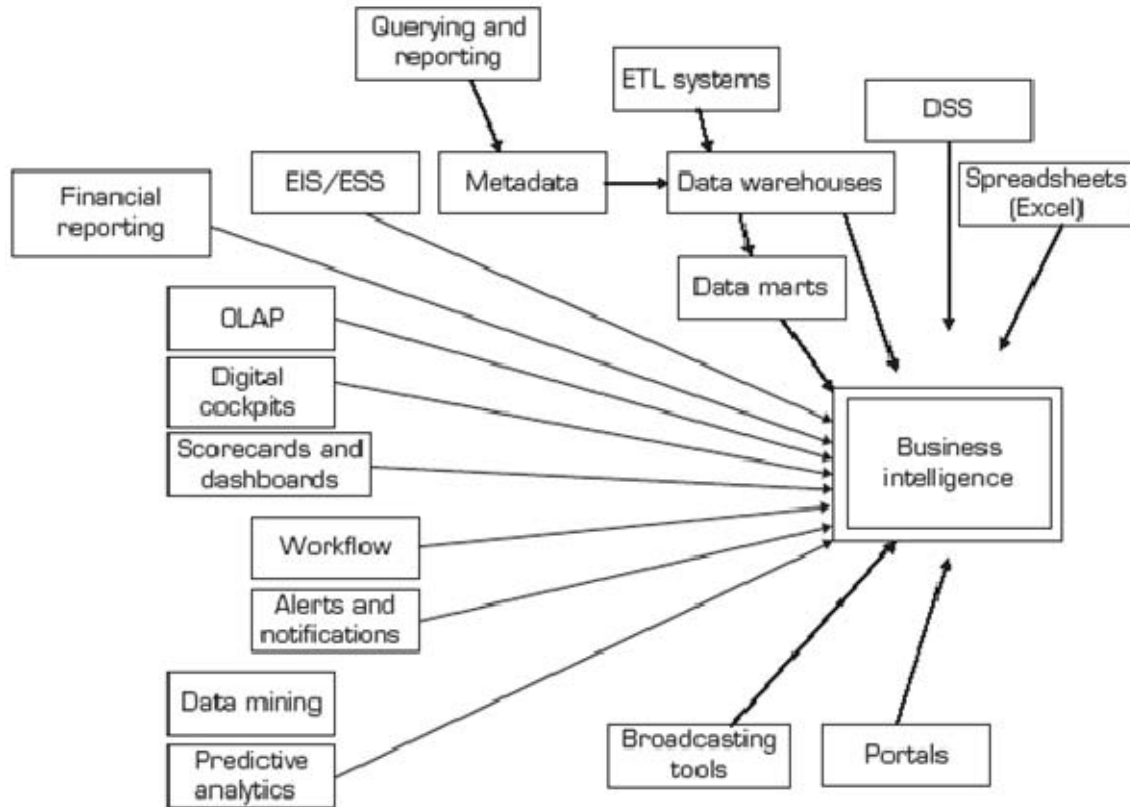 Querying and
reporting
ETL systems
DSS
EIS/ESS
Metadata
Data warehouses
Spreadsheets
(Excel)
Financial
reporting
Data marts
OLAP
Digital
cockpits
Scorecards and
dashboards
Business
intelligence
Workflow
Alerts and
notifications
Data mining
Predictive
analytics
Broadcasting
tools
Portals